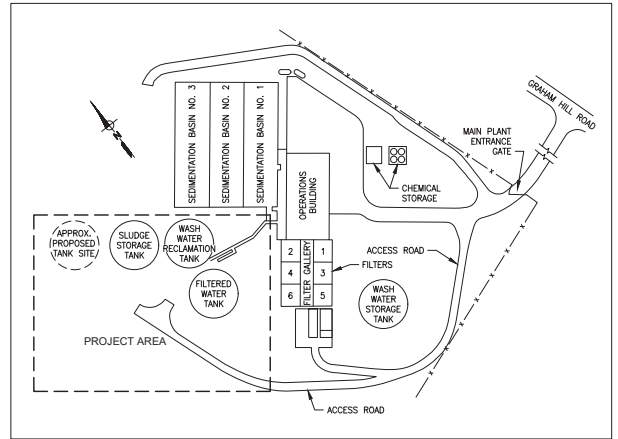 GRAHAM HILL ROAD
MAIN PLANT
ENTRANCE
GATE
SEDIMENTATION BASIN NO. 3
SEDIMENTATION BASIN NO. 2
SEDIMENTATION BASIN NO. 1
N
CHEMICAL
STORAGE
OPERATIONS
BUILDING
APPROX.
PROPOSED
TANK SITE
SLUDGE
STORAGE
TANK
WASH
WATER
RECLAMATION
TANK
FILTERED
WATER
TANK
FILTER GALLERY
2
1
4
3
6
5
FILTERS
ACCESS ROAD
WASH
WATER
STORAGE
TANK
PROJECT AREA
ACCESS ROAD